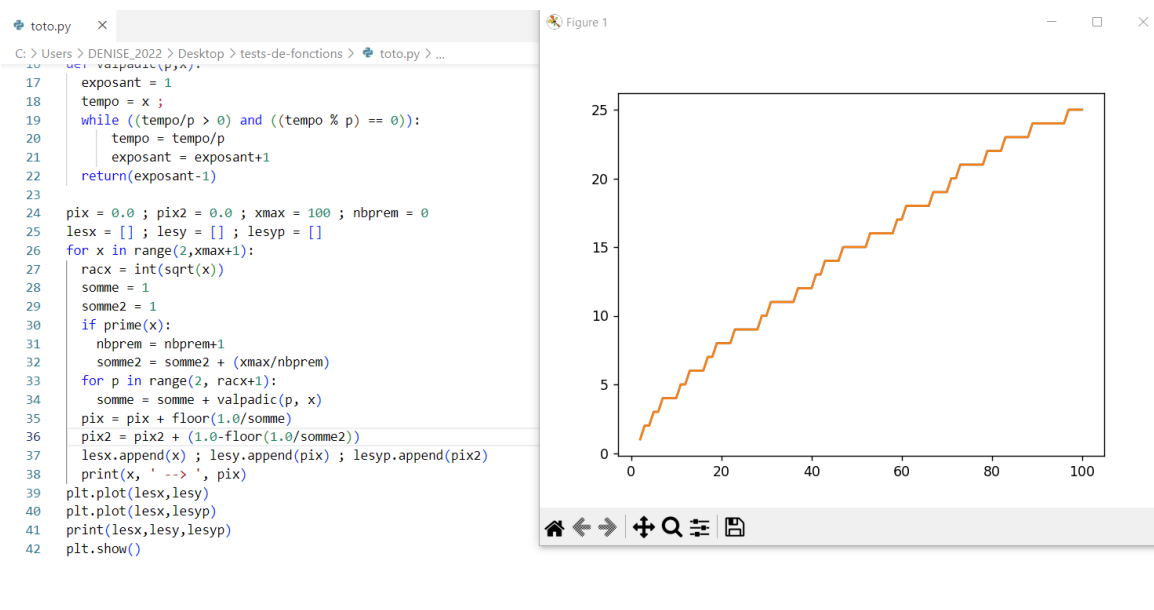 toto.py
C: > Users > DENISE_2022 > Desktop > tests-de-fonctions > toto.py > ...
16 def valpadic(p,x):
17 exposant = 1
18 tempo = x ;
19 while ((tempo/p > 0) and ((tempo % p) == 0)):
20 tempo = tempo/p
21 exposant = exposant+1
22 return(exposant-1)
23
24 pix = 0.0 ; pix2 = 0.0 ; xmax = 100 ; nbprem = 0
25 lesx = [] ; lesy = [] ; lesyp = []
26 for x in range(2,xmax+1):
27 racx = int(sqrt(x))
28 somme = 1
29 somme2 = 1
30 if prime(x):
31 nbprem = nbprem+1
32 somme2 = somme2 + (xmax/nbprem)
33 for p in range(2, racx+1):
34 somme = somme + valpadic(p, x)
35 pix = pix + floor(1.0/somme)
36 pix2 = pix2 + (1.0-floor(1.0/somme2))
37 lesx.append(x) ; lesy.append(pix) ; lesyp.append(pix2)
38 print(x, ' --> ', pix)
39 plt.plot(lesx,lesy)
40 plt.plot(lesx,lesyp)
41 print(lesx,lesy,lesyp)
42 plt.show()
Figure 1
25
20
15
10
5
0
0 20 40 60 80 100